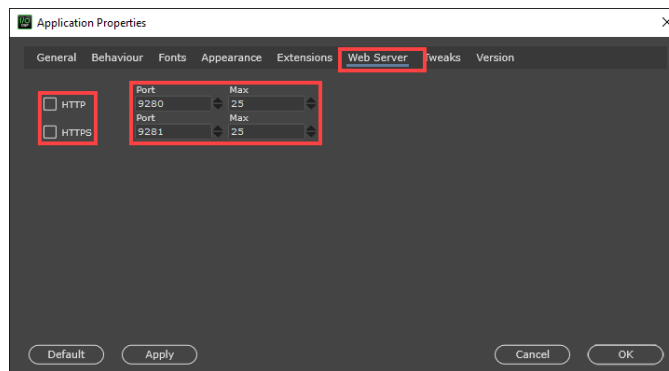 Application Properties
General Behaviour Fonts Appearance Extensions Web Server Tweaks Version
Port Max
HTTP 9280 25
Port Max
HTTPS 9281 25
Default Apply Cancel OK